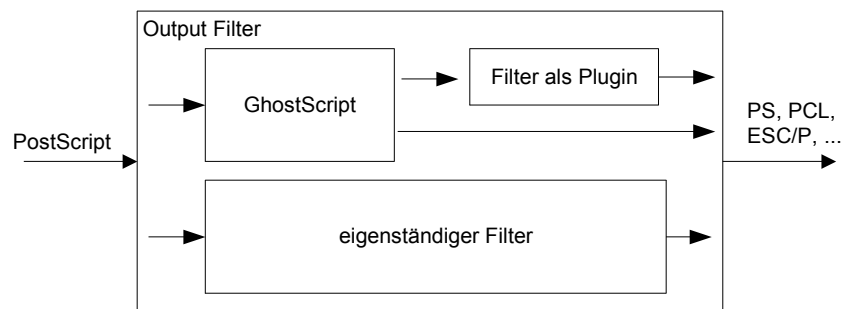 Output Filter
GhostScript
Filter als Plugin
PostScript
PS, PCL,
ESC/P, ...
eigenständiger Filter